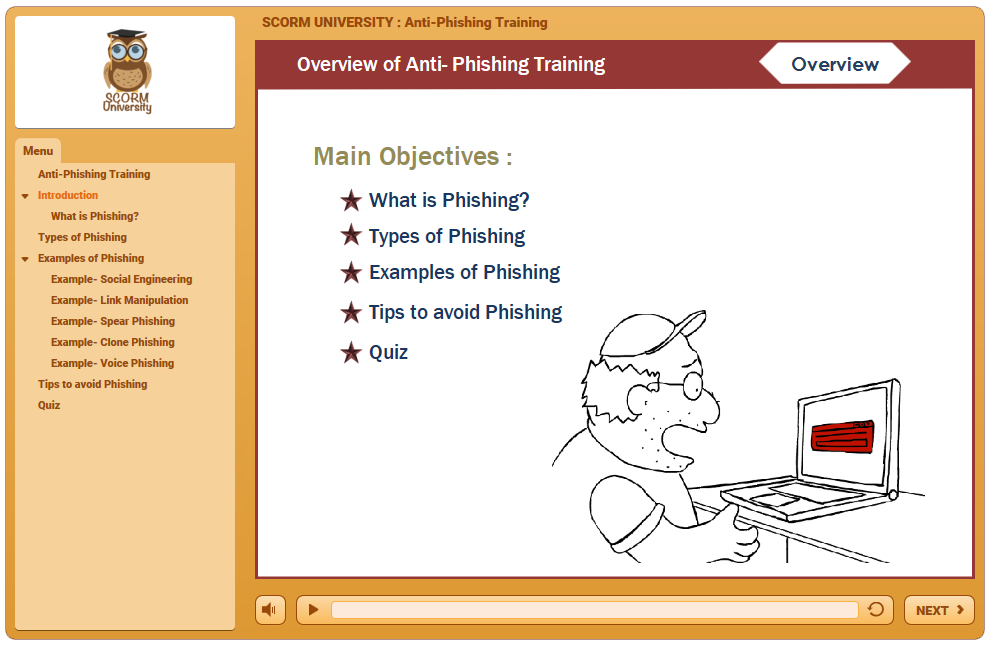 SCORM UNIVERSITY : Anti-Phishing Training
SCORM
University
Menu
Anti-Phishing Training
Introduction
What is Phishing?
Types of Phishing
Examples of Phishing
Example- Social Engineering
Example- Link Manipulation
Example- Spear Phishing
Example- Clone Phishing
Example- Voice Phishing
Tips to avoid Phishing
Quiz
Overview of Anti- Phishing Training
Overview
Main Objectives :
What is Phishing?
Types of Phishing
Examples of Phishing
Tips to avoid Phishing
Quiz
NEXT